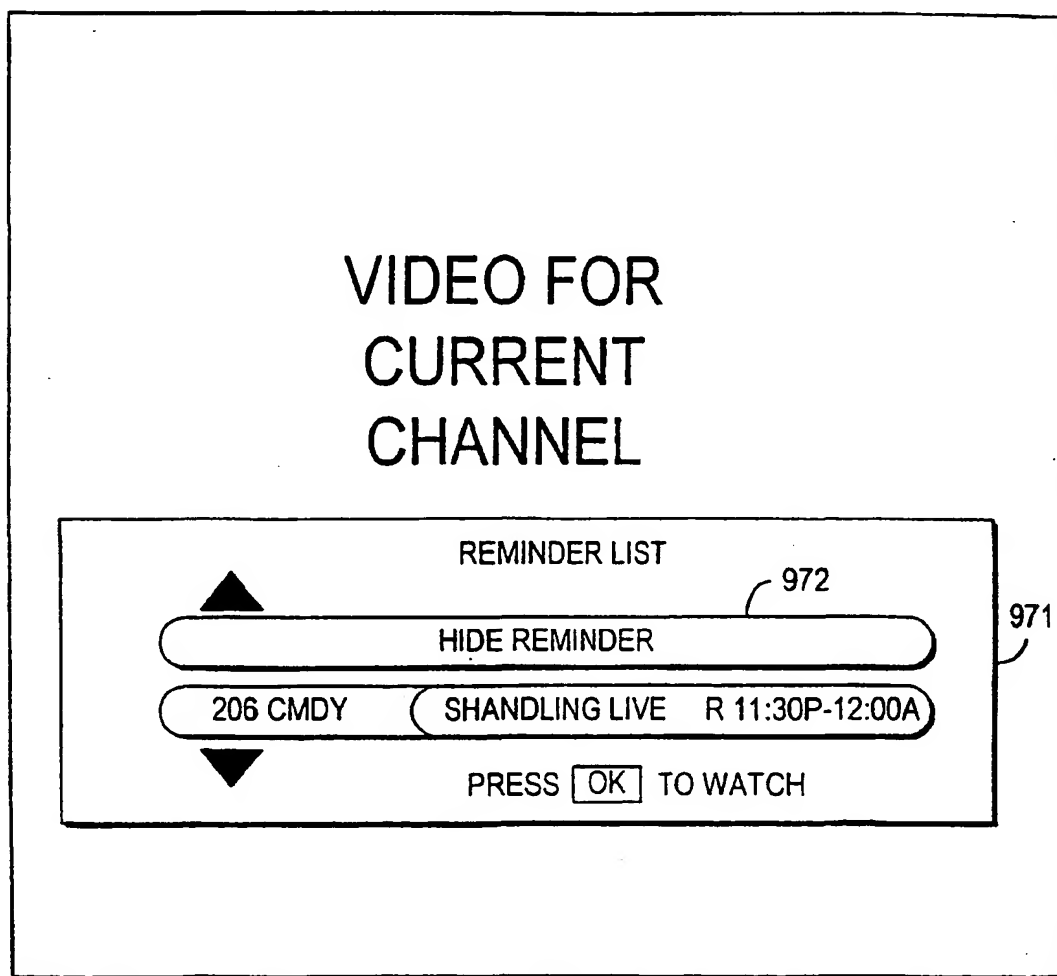 VIDEO FOR
CURRENT
CHANNEL
REMINDER LIST
972
971
HIDE REMINDER
206 CMDY SHANDLING LIVE R 11:30P-12:00A
PRESS OK TO WATCH